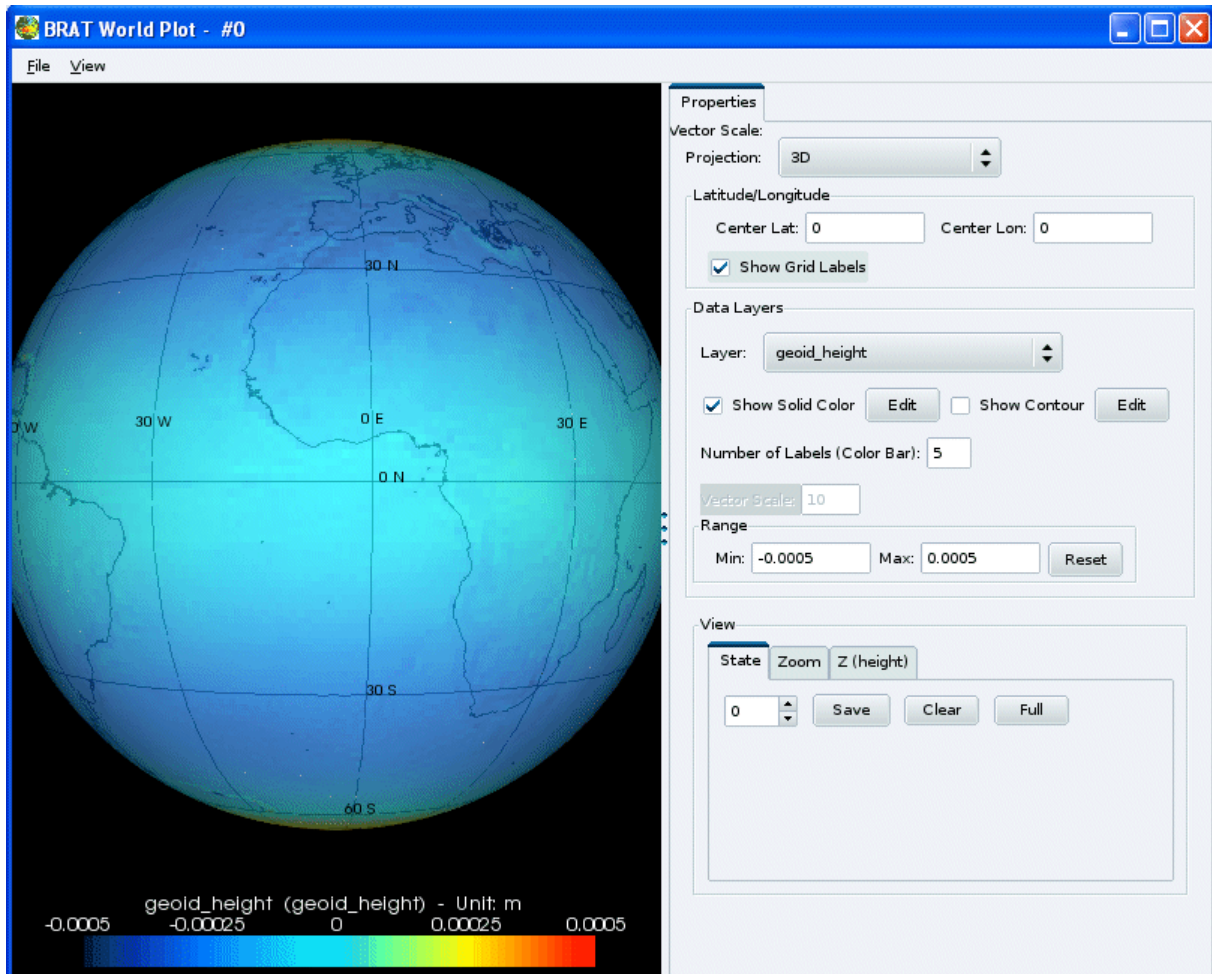 BRAT World Plot - #0
File View
Properties
Vector Scale:
Projection: 3D
Latitude/Longitude
Center Lat: 0 Center Lon: 0
Show Grid Labels
Data Layers
Layer: geoid_height
Show Solid Color Edit Show Contour Edit
Number of Labels (Color Bar): 5
Vector Scale: 10
Range
Min: -0.0005 Max: 0.0005 Reset
View
State Zoom Z (height)
0 Save Clear Full
30 N
W 30 W 0 E 30 E
0 N
30 S
60 S
geoid_height (geoid_height) - Unit: m
-0.0005 -0.00025 0 0.00025 0.0005